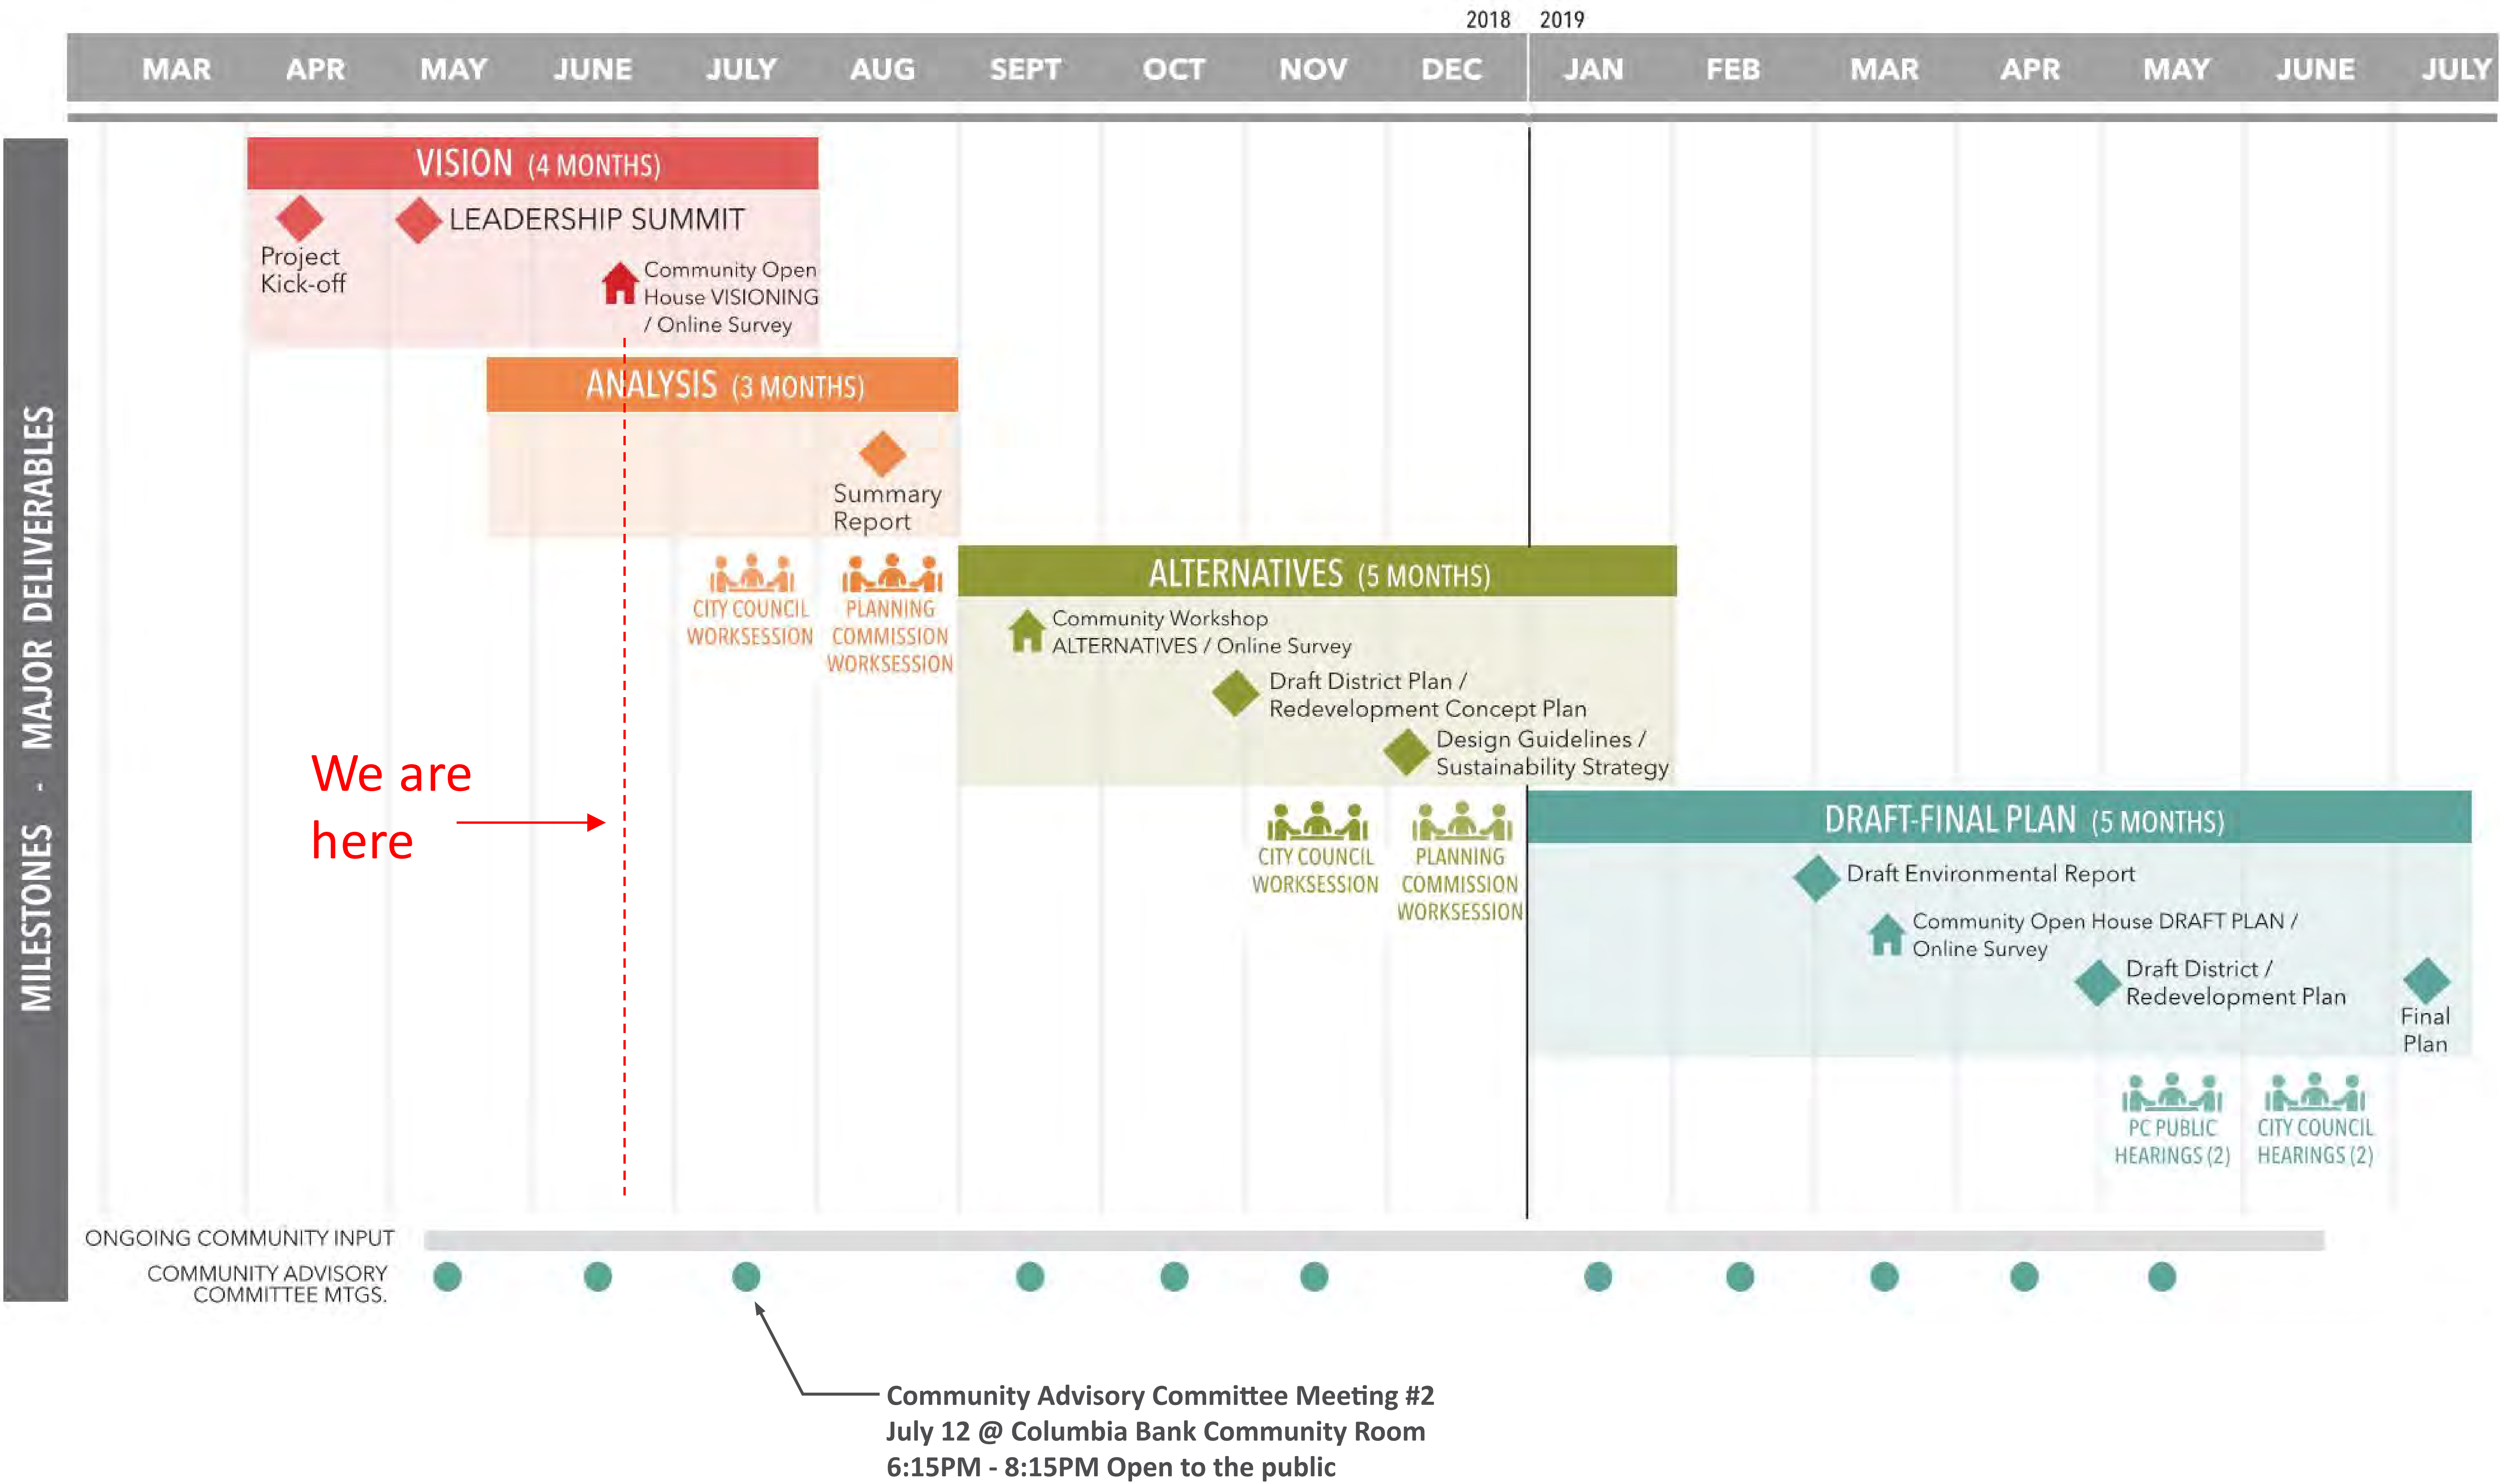 2018 2019
MAR APR MAY JUNE JULY AUG SEPT OCT NOV DEC JAN FEB MAR APR MAY JUNE JULY
MILESTONES - MAJOR DELIVERABLES
VISION (4 MONTHS)
LEADERSHIP SUMMIT
Project
Kick-off
Community Open
House VISIONING
/ Online Survey
ANALYSIS (3 MONTHS)
Summary
Report
CITY COUNCIL
WORKSESSION
PLANNING
COMMISSION
WORKSESSION
ALTERNATIVES (5 MONTHS)
Community Workshop
ALTERNATIVES / Online Survey
Draft District Plan /
Redevelopment Concept Plan
Design Guidelines /
Sustainability Strategy
We are
here
CITY COUNCIL
WORKSESSION
PLANNING
COMMISSION
WORKSESSION
DRAFT-FINAL PLAN (5 MONTHS)
Draft Environmental Report
Community Open House DRAFT PLAN /
Online Survey
Draft District /
Redevelopment Plan
Final
Plan
PC PUBLIC
HEARINGS (2)
CITY COUNCIL
HEARINGS (2)
ONGOING COMMUNITY INPUT
COMMUNITY ADVISORY
COMMITTEE MTGS.
Community Advisory Committee Meeting #2
July 12 @ Columbia Bank Community Room
6:15PM - 8:15PM Open to the public